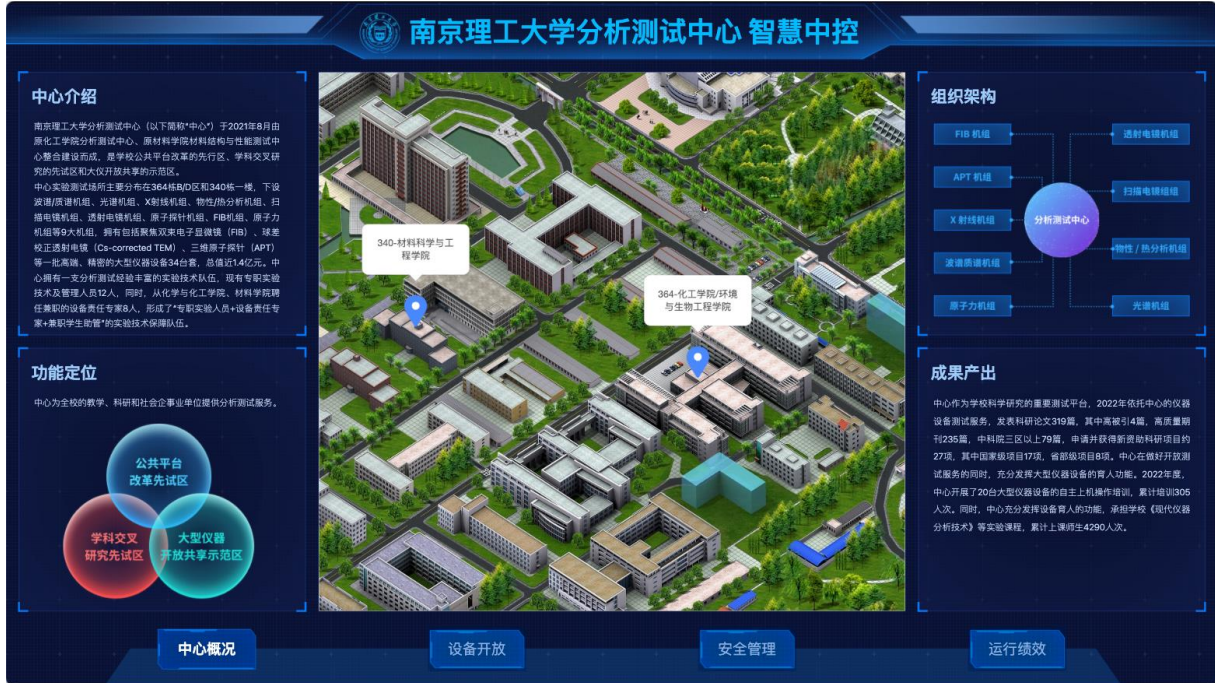 南京理工大学分析测试中心 智慧中控
中心介绍
南京理工大学分析测试中心（以下简称"中心"）于2021年8月由
原化工学院分析测试中心、原材料学院材料结构与性能测试中
心整合建设而成，是学校公共平台改革的先行区、学科交叉研
究的先试区和大仪开放共享的示范区。
中心实验测试场所主要分布在364栋B/D区和340栋一楼，下设
波谱/质谱机组、光谱机组、X射线机组、物性/热分析机组、扫
描电镜机组、透射电镜机组、原子探针机组、FIB机组、原子力
机组等9大机组，拥有包括聚焦双束电子显微镜（FIB）、球差
校正透射电镜（Cs-corrected TEM）、三维原子探针（APT）
等一批高端、精密的大型仪器设备34台套，总值近1.4亿元。中
心拥有一支分析测试经验丰富的实验技术队伍，现有专职实验
技术及管理人员12人，同时，从化学与化工学院、材料学院聘
任兼职的设备责任专家8人，形成了"专职实验人员+设备责任专
家+兼职学生助管"的实验技术保障队伍。
功能定位
中心为全校的教学、科研和社会企事业单位提供分析测试服务。
公共平台
改革先试区
学科交叉
研究先试区
大型仪器
开放共享示范区
340-材料科学与工
程学院
364-化工学院/环境
与生物工程学院
组织架构
FIB 机组
APT 机组
X 射线机组
波谱质谱机组
原子力机组
分析测试中心
透射电镜机组
扫描电镜组组
物性 / 热分析机组
光谱机组
成果产出
中心作为学校科学研究的重要测试平台，2022年依托中心的仪器
设备测试服务，发表科研论文319篇，其中高被引4篇，高质量期
刊235篇，中科院三区以上79篇，申请并获得新资助科研项目约
27项，其中国家级项目17项，省部级项目8项。中心在做好开放测
试服务的同时，充分发挥大型仪器设备的育人功能。2022年度，
中心开展了20台大型仪器设备的自主上机操作培训，累计培训305
人次。同时，中心充分发挥设备育人的功能，承担学校《现代仪器
分析技术》等实验课程，累计上课师生4290人次。
中心概况
设备开放
安全管理
运行绩效